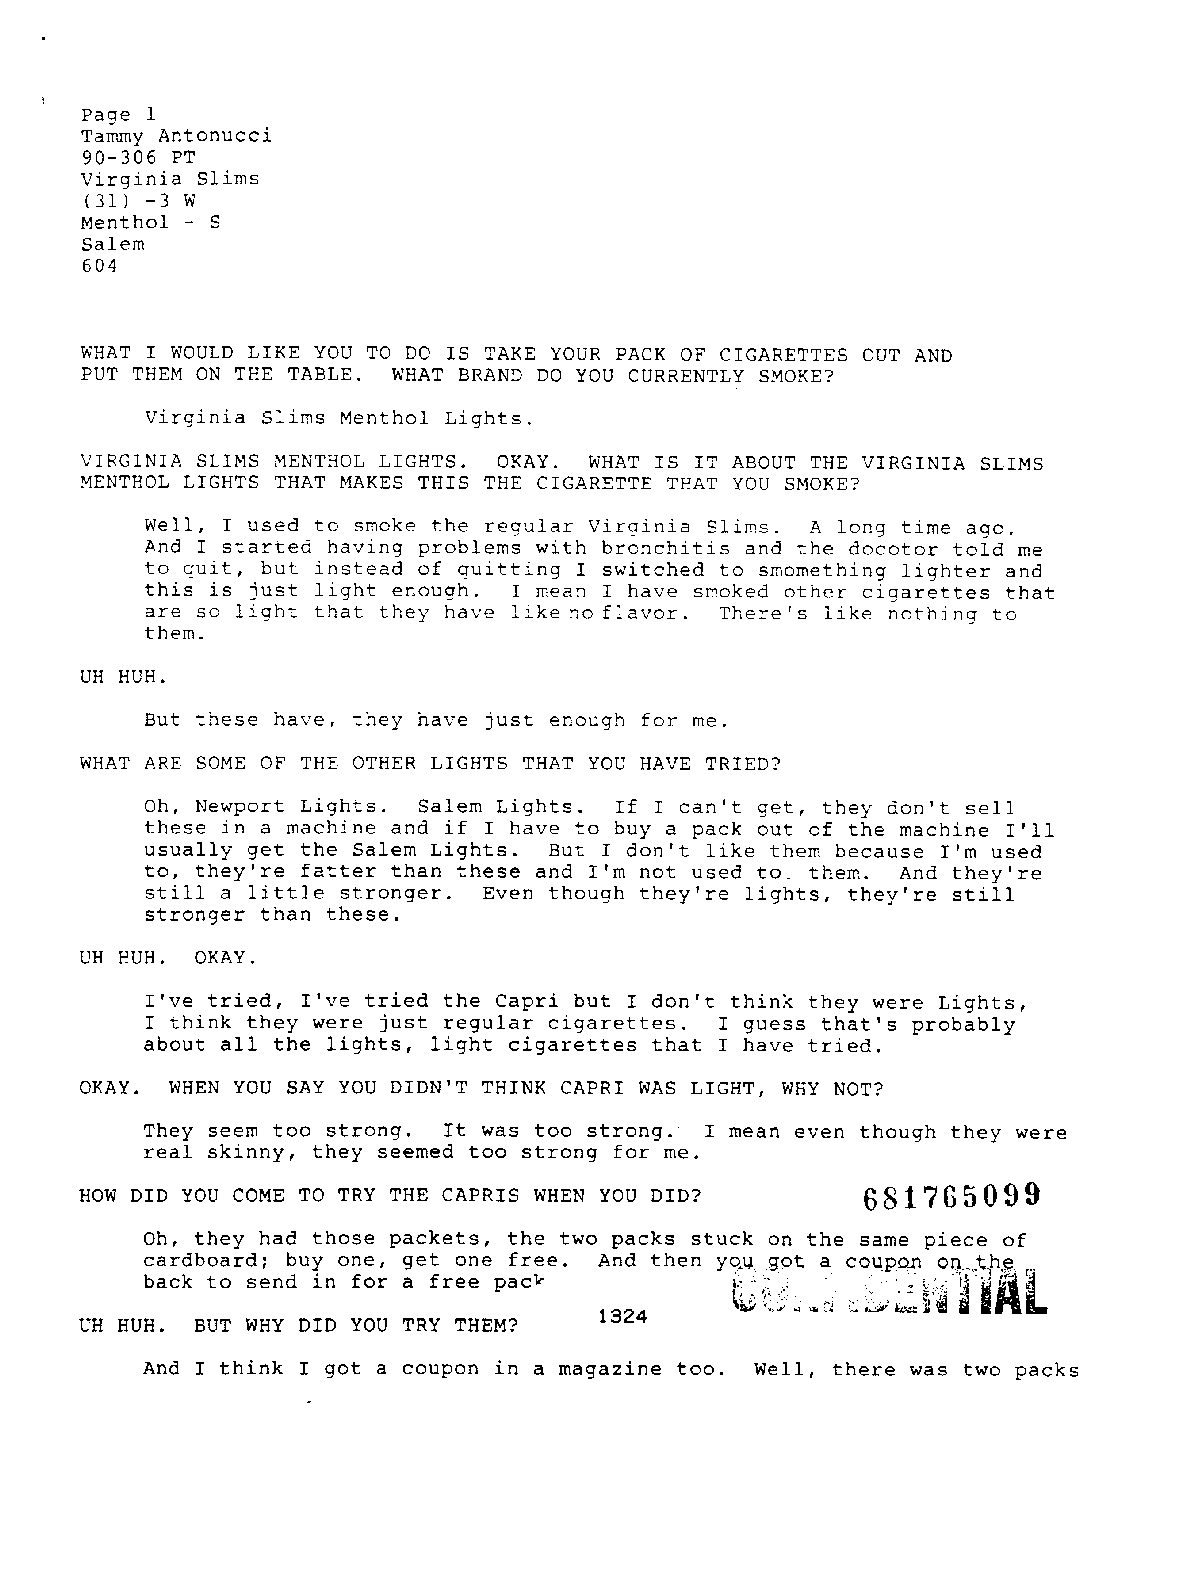 Page 1
Tammy Antonucci
90-306 PT
Virginia Slims
(31) -3 W
Menthol - S
Salem
604
WHAT I WOULD LIKE YOU TO DO IS TAKE YOUR PACK OF CIGARETTES OUT AND
PUT THEM ON THE TABLE. WHAT BRAND DO YOU CURRENTLY SMOKE?
Virginia Slims Menthol Lights.
VIRGINIA SLIMS MENTHOL LIGHTS. OKAY. WHAT IS IT ABOUT THE VIRGINIA SLIMS
MENTHOL LIGHTS THAT MAKES THIS THE CIGARETTE THAT YOU SMOKE?
Well, I used to smoke the regular Virginia Slims. A long time ago.
And I started having problems with bronchitis and the docotor told me
to quit, but instead of quitting I switched to smomething lighter and
this is just light enough. I mean I have smoked other cigarettes that
are so light that they have like no flavor. There's like nothing to
them.
UH HUH.
But these have, they have just enough for me.
WHAT ARE SOME OF THE OTHER LIGHTS THAT YOU HAVE TRIED?
Oh, Newport Lights. Salem Lights. If I can't get, they don't sell
these in a machine and if I have to buy a pack out of the machine I'll
usually get the Salem Lights. But I don't like them because I'm used
to, they're fatter than these and I'm not used to. them. And they're
still a little stronger. Even though they're lights, they're still
stronger than these.
UH HUH. OKAY.
I've tried, I've tried the Capri but I don't think they were Lights,
I think they were just regular cigarettes. I guess that's probably
about all the lights, light cigarettes that I have tried.
OKAY. WHEN YOU SAY YOU DIDN'T THINK CAPRI WAS LIGHT, WHY NOT?
They seem too strong. It was too strong. I mean even though they were
real skinny, they seemed too strong for me.
HOW DID YOU COME TO TRY THE CAPRIS WHEN YOU DID?
681765099
Oh, they had those packets, the two packs stuck on the same piece of
cardboard; buy one, get one free. And then you got a coupon on the
back to send in for a free pack
CONFIDENTIAL
1324
UH HUH. BUT WHY DID YOU TRY THEM?
And I think I got a coupon in a magazine too. Well, there was two packs